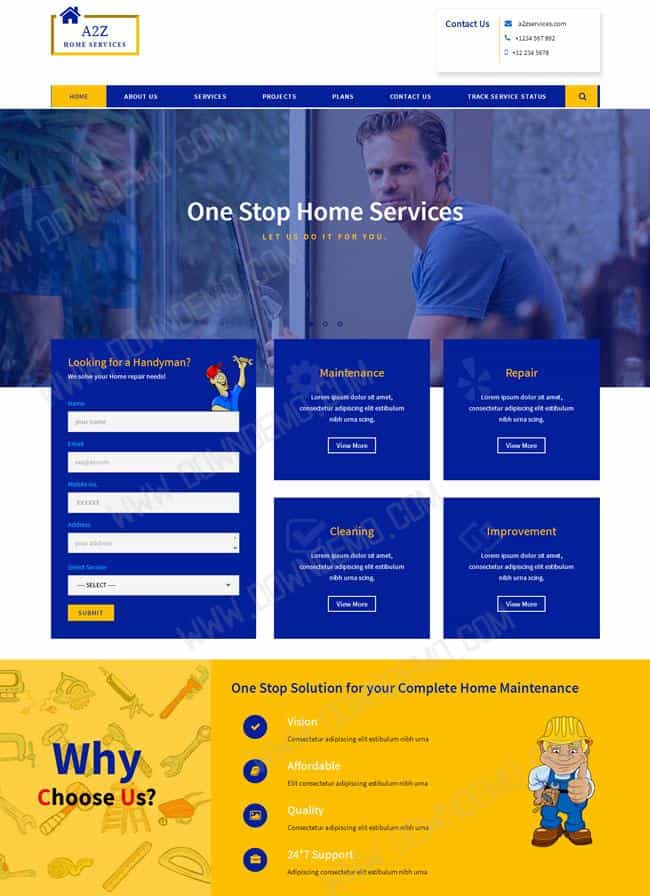 A2Z
HOME SERVICES
Contact Us
a2zservices.com
+1234 567 892
+12 234 5678
HOME
ABOUT US
SERVICES
PROJECTS
PLANS
CONTACT US
TRACK SERVICE STATUS
One Stop Home Services
LET US DO IT FOR YOU.
Looking for a Handyman?
We solve your Home repair needs!
Name
your name
Email
Mobile no.
XXXXXX
Address
your address
Select Service
--- SELECT ---
SUBMIT
Maintenance
Lorem ipsum dolor sit amet,
consectetur adipiscing elit estibulum
nibh urna scing.
View More
Repair
Lorem ipsum dolor sit amet,
consectetur adipiscing elit estibulum
nibh urna scing.
View More
Cleaning
Lorem ipsum dolor sit amet,
consectetur adipiscing elit estibulum
nibh urna scing.
View More
Improvement
Lorem ipsum dolor sit amet,
consectetur adipiscing elit estibulum
nibh urna scing.
View More
Why
Choose Us?
One Stop Solution for your Complete Home Maintenance
Vision
Consectetur adipiscing elit estibulum nibh urna
Affordable
Elit consectetur adipiscing estibulum nibh urna
Quality
Consectetur adipiscing elit estibulum nibh urna
24*7 Support
Adipiscing consectetur elit estibulum nibh urna
WWW.DOWNDEMO.COM
WWW.DOWNDEMO.COM
WWW.DOWNDEMO.COM